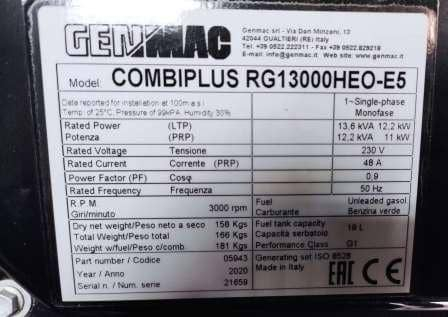 GENMAC
Genmac srl - Via Don Minzani, 13
42044 GUALTIERI (RE) Italy
Tel. +39 0522.222311 - Fax. +39 0522.829218
E-mail. info@genmac.it - www.genmac.it
Model: COMBIPLUS RG13000HEO-E5
Data reported for installation at 100m a.s.l.
Temp. of 25°C, Pressure of 99kPA, Humidity 30%
1~Single-phase
Monofase
Rated Power (LTP) 13,6 kVA 12,2 kW
Potenza (PRP) 12,2 kVA 11 kW
Rated Voltage Tensione 230 V
Rated Current Corrente (PRP) 48 A
Power Factor (PF) Cosφ 0,9
Rated Frequency Frequenza 50 Hz
R.P.M.
Giri/minuto 3000 rpm
Fuel Unleaded gasol.
Carburante Benzina verde
Dry net weight/Peso neto a seco 158 Kgs
Total Weight/Peso Total 166 Kgs
Weight w/fuel/Peso c/comb. 181 Kgs
Fuel tank capacity
Capacità serbatoio 18 L
Performance Class G1
Part number / Codice 05943
Year / Anno 2020
Serial n. / Num. serie 21659
Generating set ISO 8528
Made in Italy
EAC CE